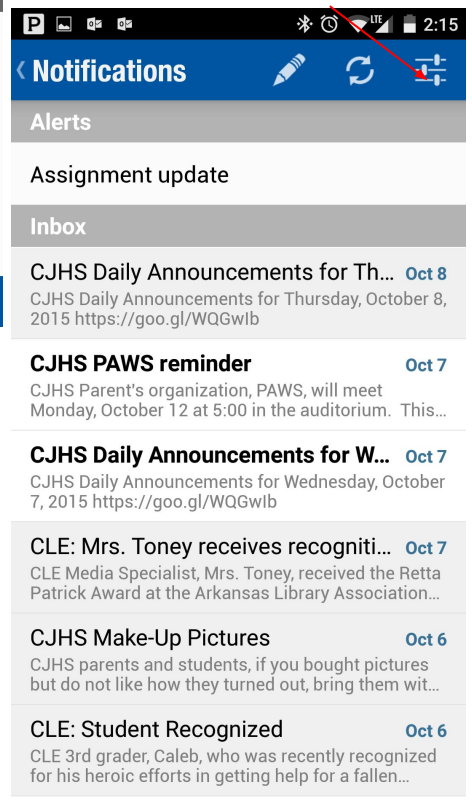 P LTE 2:15
Notifications
Alerts
Assignment update
Inbox
CJHS Daily Announcements for Th... Oct 8
CJHS Daily Announcements for Thursday, October 8,
2015 https://goo.gl/WQGwIb
CJHS PAWS reminder Oct 7
CJHS Parent's organization, PAWS, will meet
Monday, October 12 at 5:00 in the auditorium. This...
CJHS Daily Announcements for W... Oct 7
CJHS Daily Announcements for Wednesday, October
7, 2015 https://goo.gl/WQGwIb
CLE: Mrs. Toney receives recogniti... Oct 7
CLE Media Specialist, Mrs. Toney, received the Retta
Patrick Award at the Arkansas Library Association...
CJHS Make-Up Pictures Oct 6
CJHS parents and students, if you bought pictures
but do not like how they turned out, bring them wit...
CLE: Student Recognized Oct 6
CLE 3rd grader, Caleb, who was recently recognized
for his heroic efforts in getting help for a fallen...